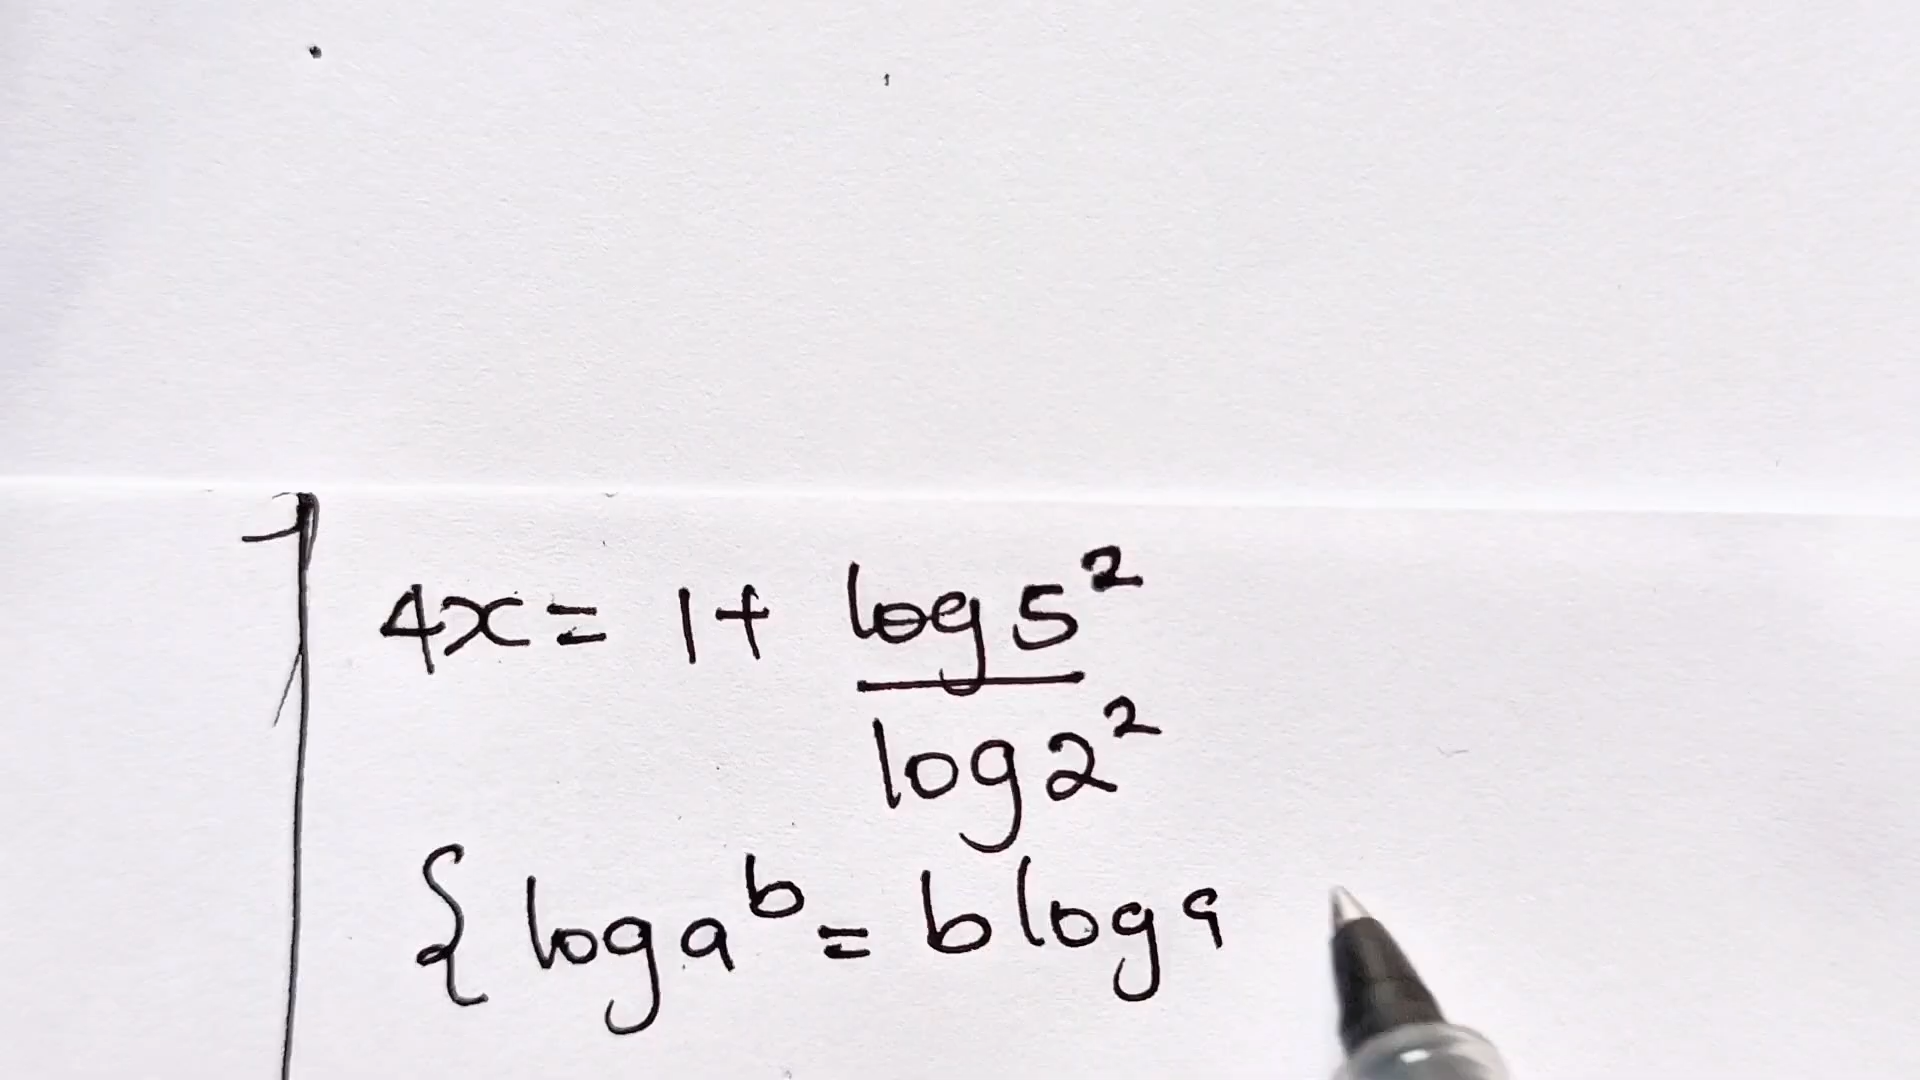 4x = 1 + log 5²
log 2²
{ log a^b = b log a